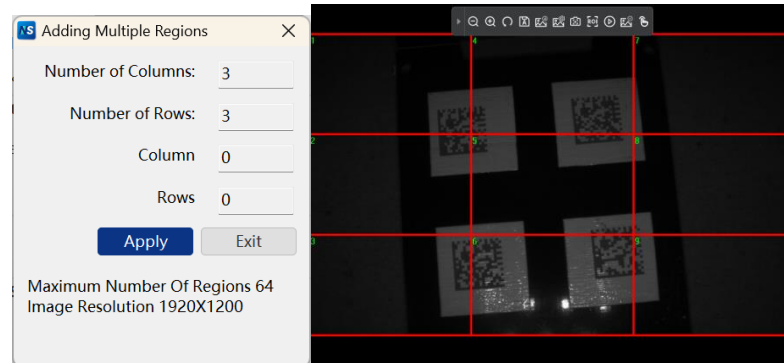 NS Adding Multiple Regions
Number of Columns: 3
Number of Rows: 3
Column 0
Rows 0
Apply Exit
Maximum Number Of Regions 64
Image Resolution 1920X1200
1 4 7
2 5 8
3 6 9